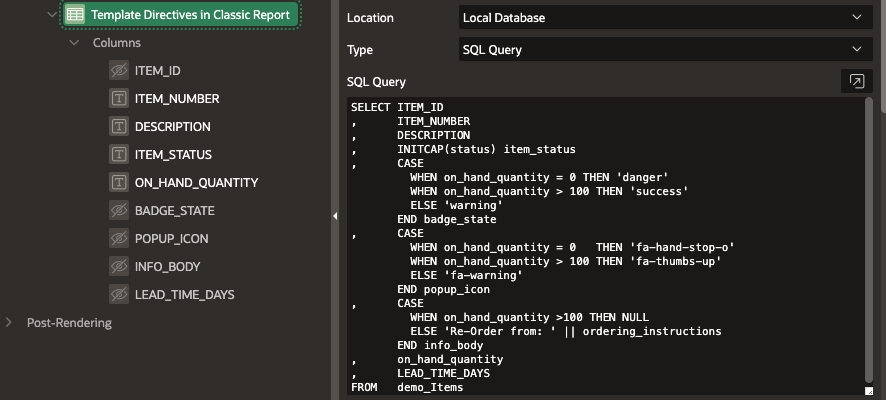 Template Directives in Classic Report
Columns
ITEM_ID
ITEM_NUMBER
DESCRIPTION
ITEM_STATUS
ON_HAND_QUANTITY
BADGE_STATE
POPUP_ICON
INFO_BODY
LEAD_TIME_DAYS
Post-Rendering
Location
Local Database
Type
SQL Query
SQL Query
SELECT ITEM_ID
,      ITEM_NUMBER
,      DESCRIPTION
,      INITCAP(status) item_status
,      CASE
         WHEN on_hand_quantity = 0 THEN 'danger'
         WHEN on_hand_quantity > 100 THEN 'success'
         ELSE 'warning'
       END badge_state
,      CASE
         WHEN on_hand_quantity = 0   THEN 'fa-hand-stop-o'
         WHEN on_hand_quantity > 100 THEN 'fa-thumbs-up'
         ELSE 'fa-warning'
       END popup_icon
,      CASE
         WHEN on_hand_quantity >100 THEN NULL
         ELSE 'Re-Order from: ' || ordering_instructions
       END info_body
,      on_hand_quantity
,      LEAD_TIME_DAYS
FROM   demo_Items